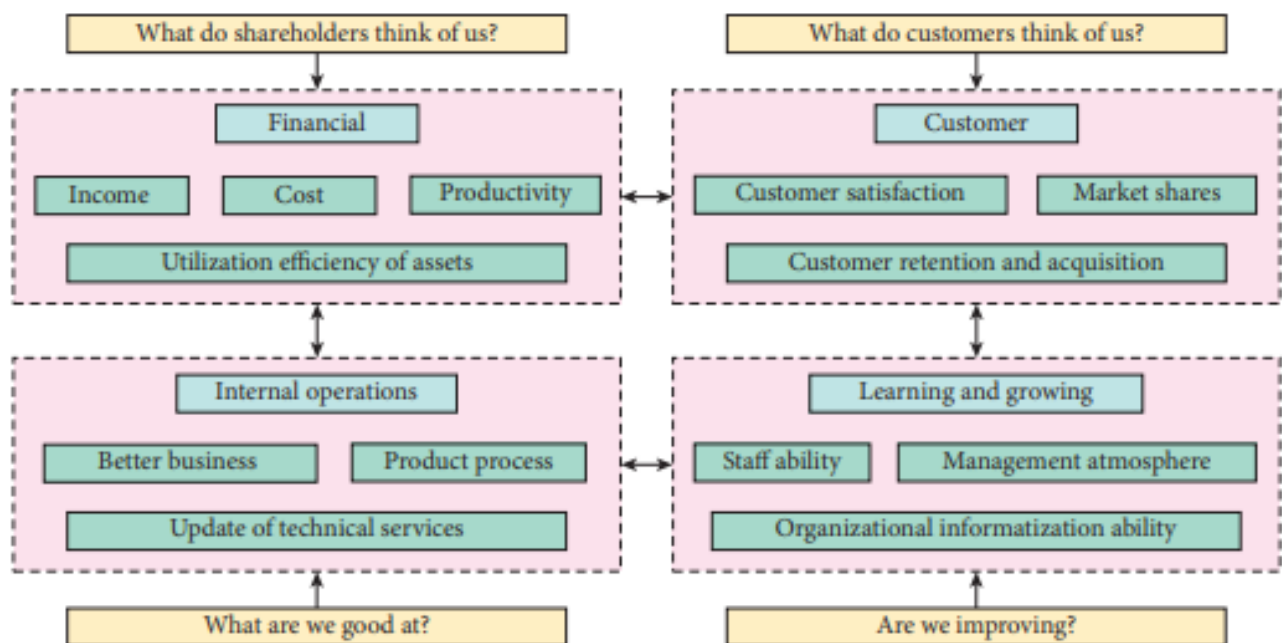 What do shareholders think of us?
What do customers think of us?
Financial
Customer
Income
Cost
Productivity
Customer satisfaction
Market shares
Utilization efficiency of assets
Customer retention and acquisition
Internal operations
Learning and growing
Better business
Product process
Staff ability
Management atmosphere
Update of technical services
Organizational informatization ability
What are we good at?
Are we improving?